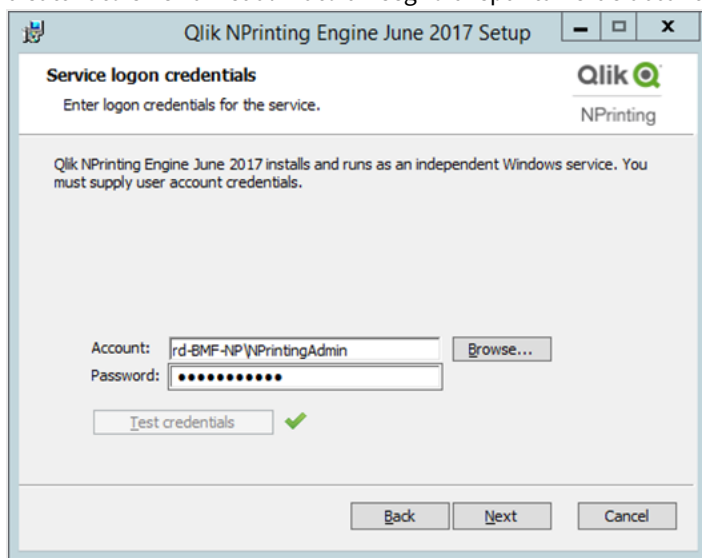 Qlik NPrinting Engine June 2017 Setup
Service logon credentials
Enter logon credentials for the service.
Qlik
NPrinting
Qlik NPrinting Engine June 2017 installs and runs as an independent Windows service. You
must supply user account credentials.
Account: rd-BMF-NP\NPrintingAdmin Browse...
Password: ●●●●●●●●●●●
Test credentials
Back Next Cancel